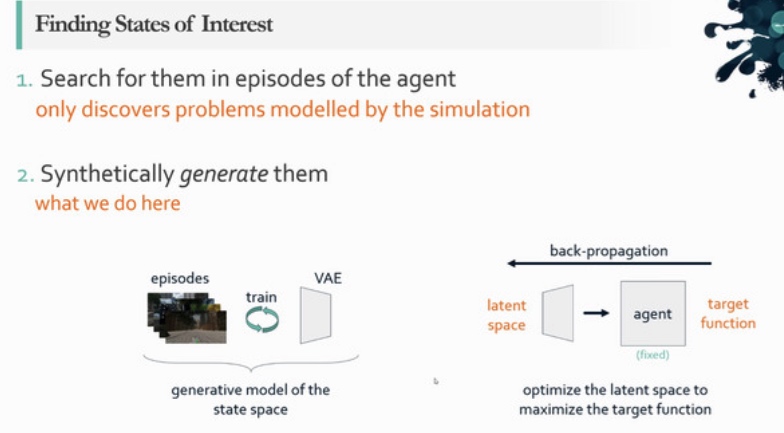 Finding States of Interest
1. Search for them in episodes of the agent
only discovers problems modelled by the simulation
2. Synthetically generate them
what we do here
episodes
train
VAE
generative model of the
state space
back-propagation
latent
space
agent
(fixed)
target
function
optimize the latent space to
maximize the target function